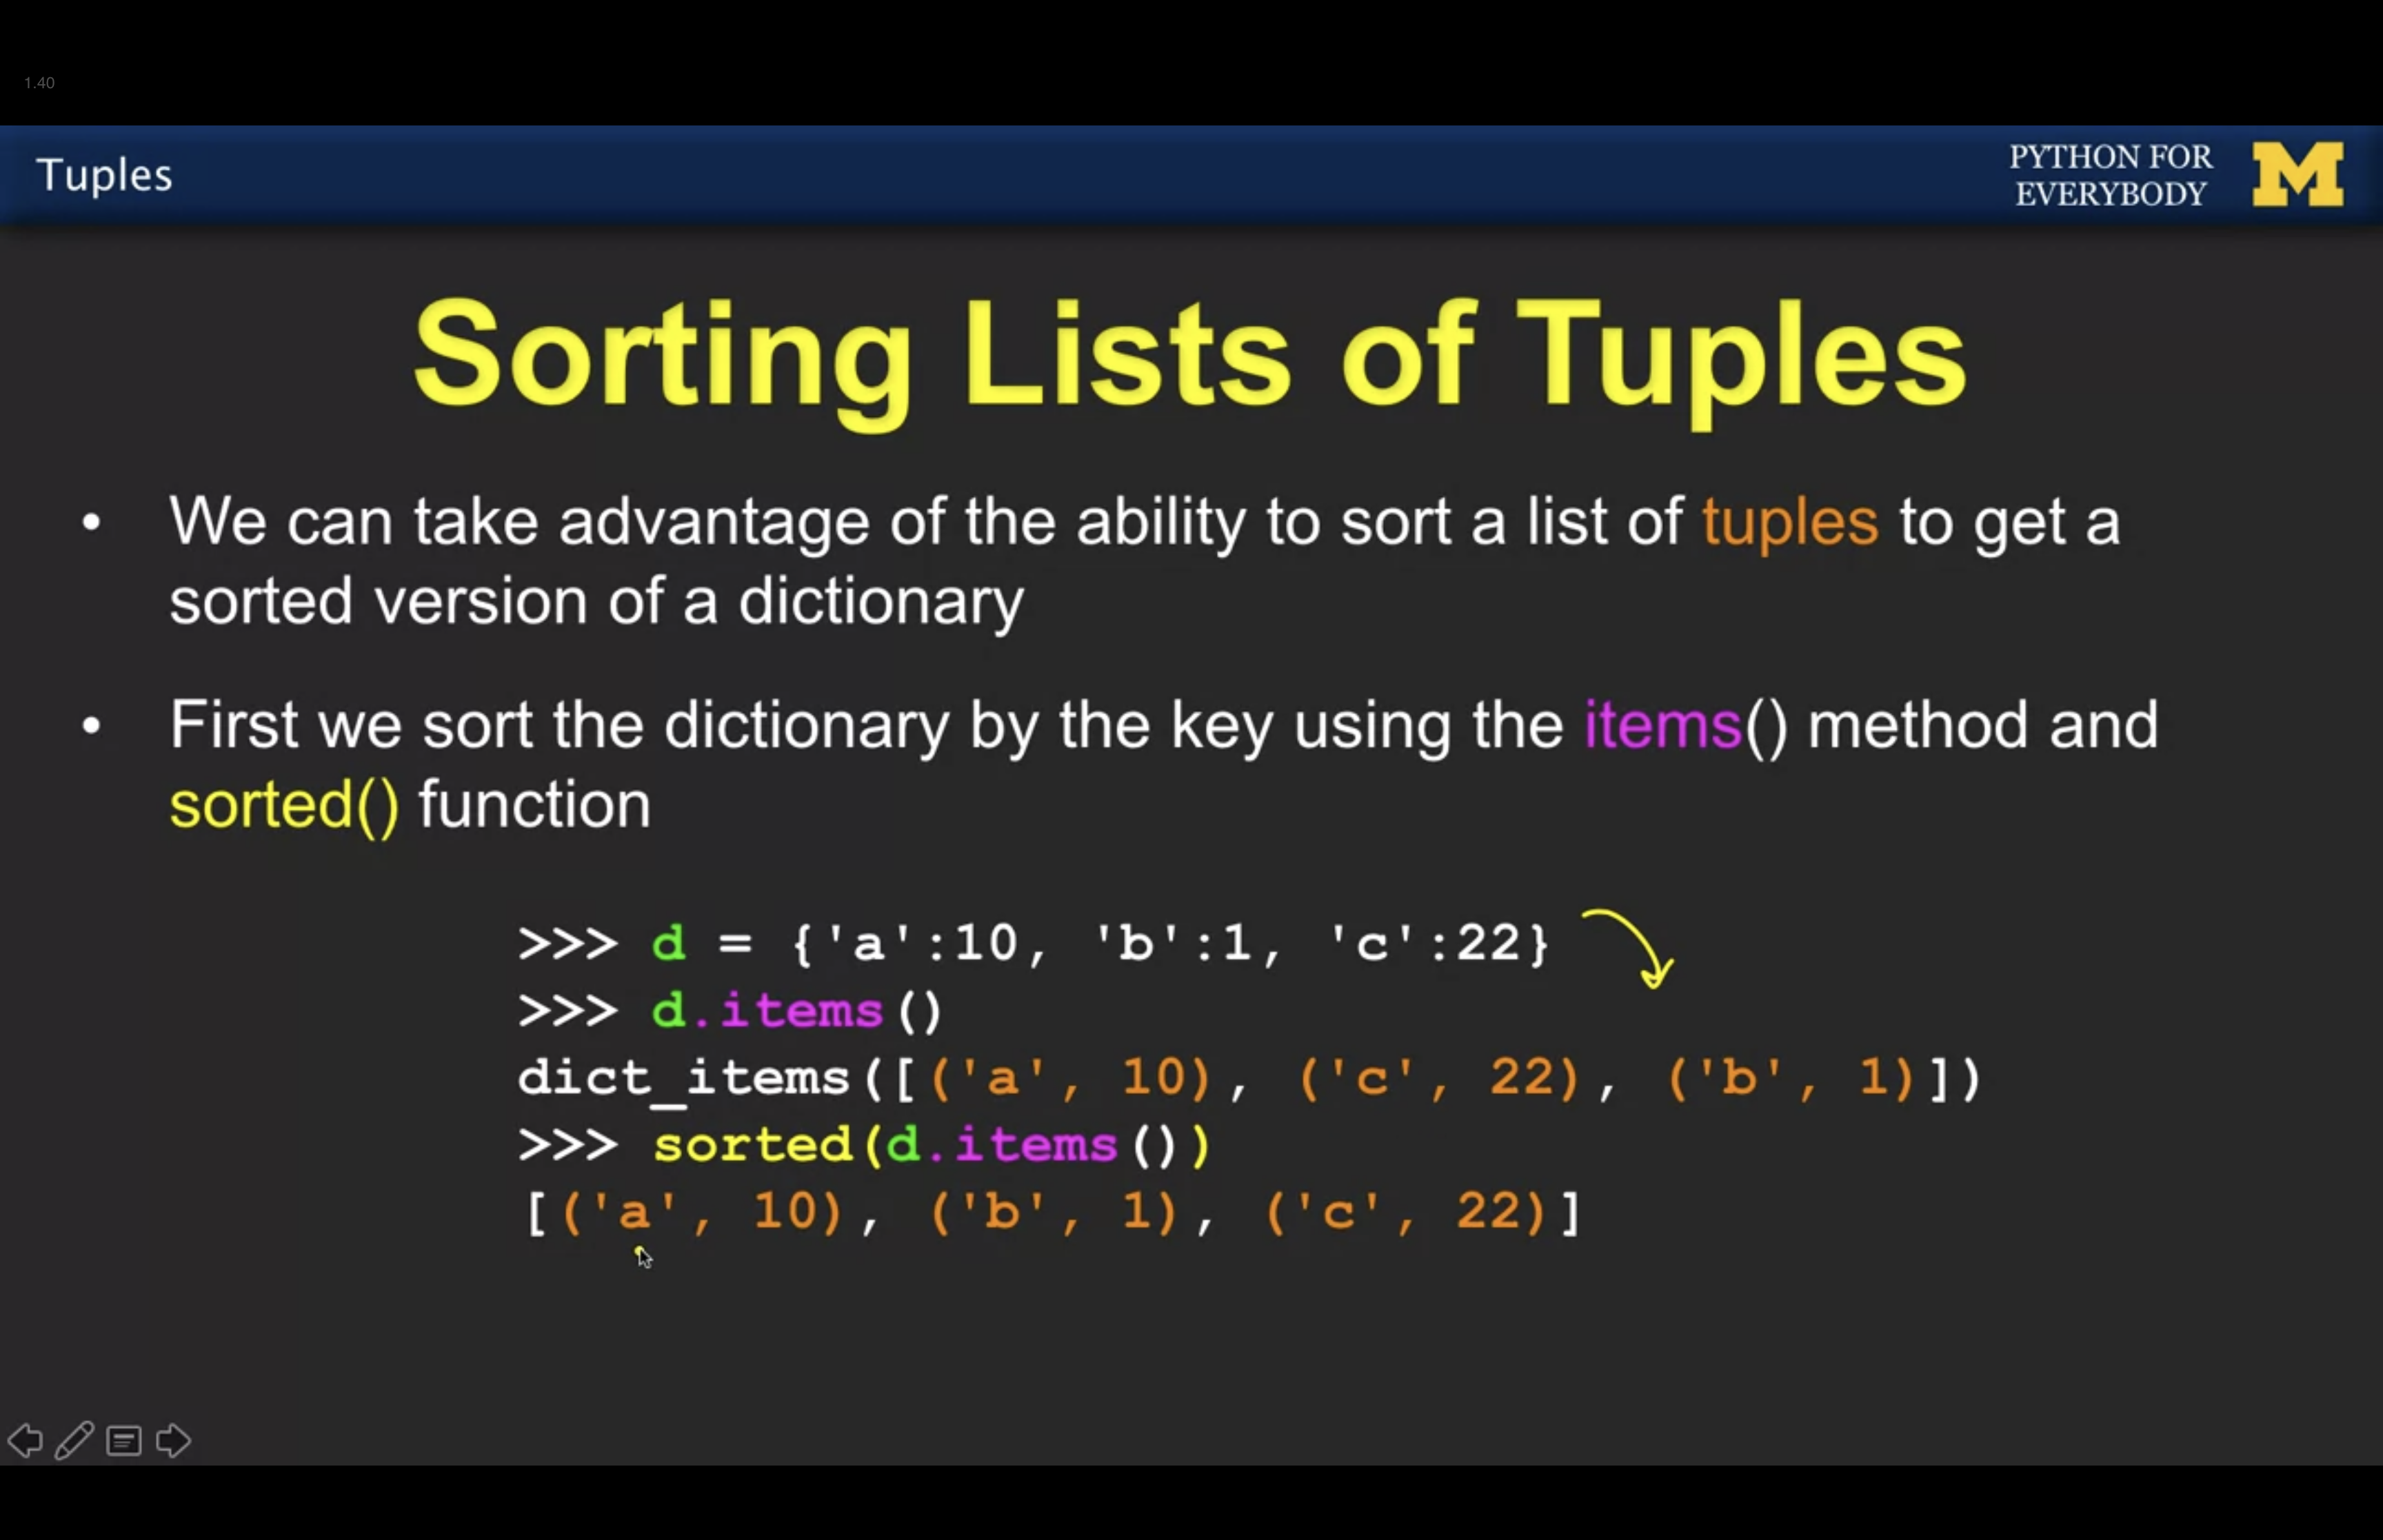 1.40
Tuples
PYTHON FOR
EVERYBODY
M
Sorting Lists of Tuples
• We can take advantage of the ability to sort a list of tuples to get a
sorted version of a dictionary
• First we sort the dictionary by the key using the items() method and
sorted() function
>>> d = {'a':10, 'b':1, 'c':22}
>>> d.items()
dict_items([('a', 10), ('c', 22), ('b', 1)])
>>> sorted(d.items())
[('a', 10), ('b', 1), ('c', 22)]